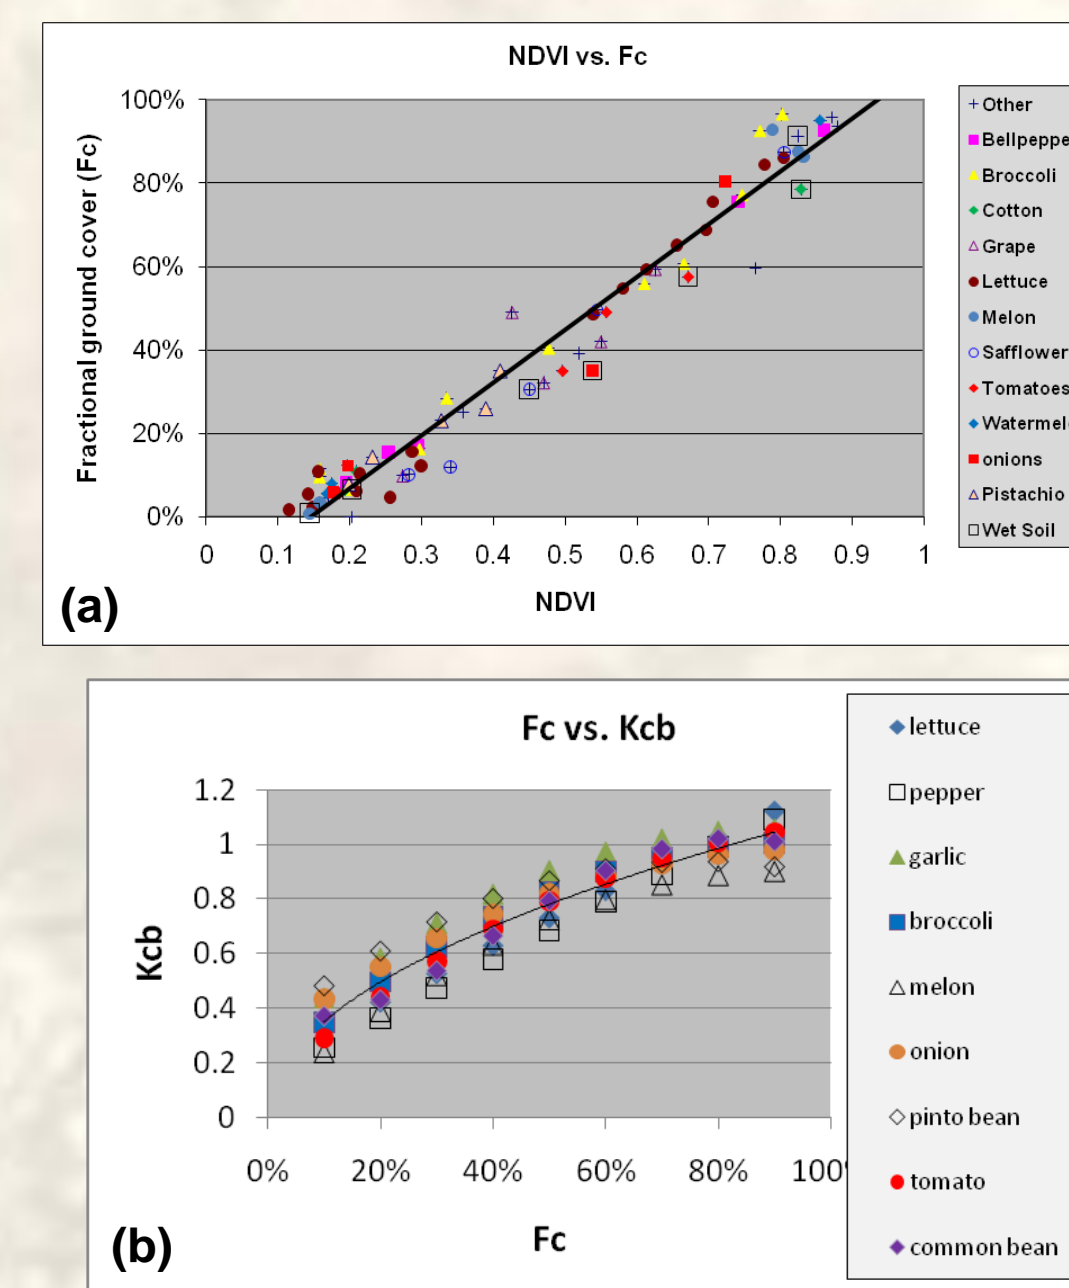 NDVI vs. Fc
Fractional ground cover (Fc)
100%
80%
60%
40%
20%
0%
0 0.1 0.2 0.3 0.4 0.5 0.6 0.7 0.8 0.9 1
NDVI
(a)
Other
Bellpeppe
Broccoli
Cotton
Grape
Lettuce
Melon
Safflower
Tomatoes
Watermel
onions
Pistachio
Wet Soil
Fc vs. Kcb
Kcb
1.2
1
0.8
0.6
0.4
0.2
0
0% 20% 40% 60% 80% 100%
Fc
(b)
lettuce
pepper
garlic
broccoli
melon
onion
pinto bean
tomato
common bean